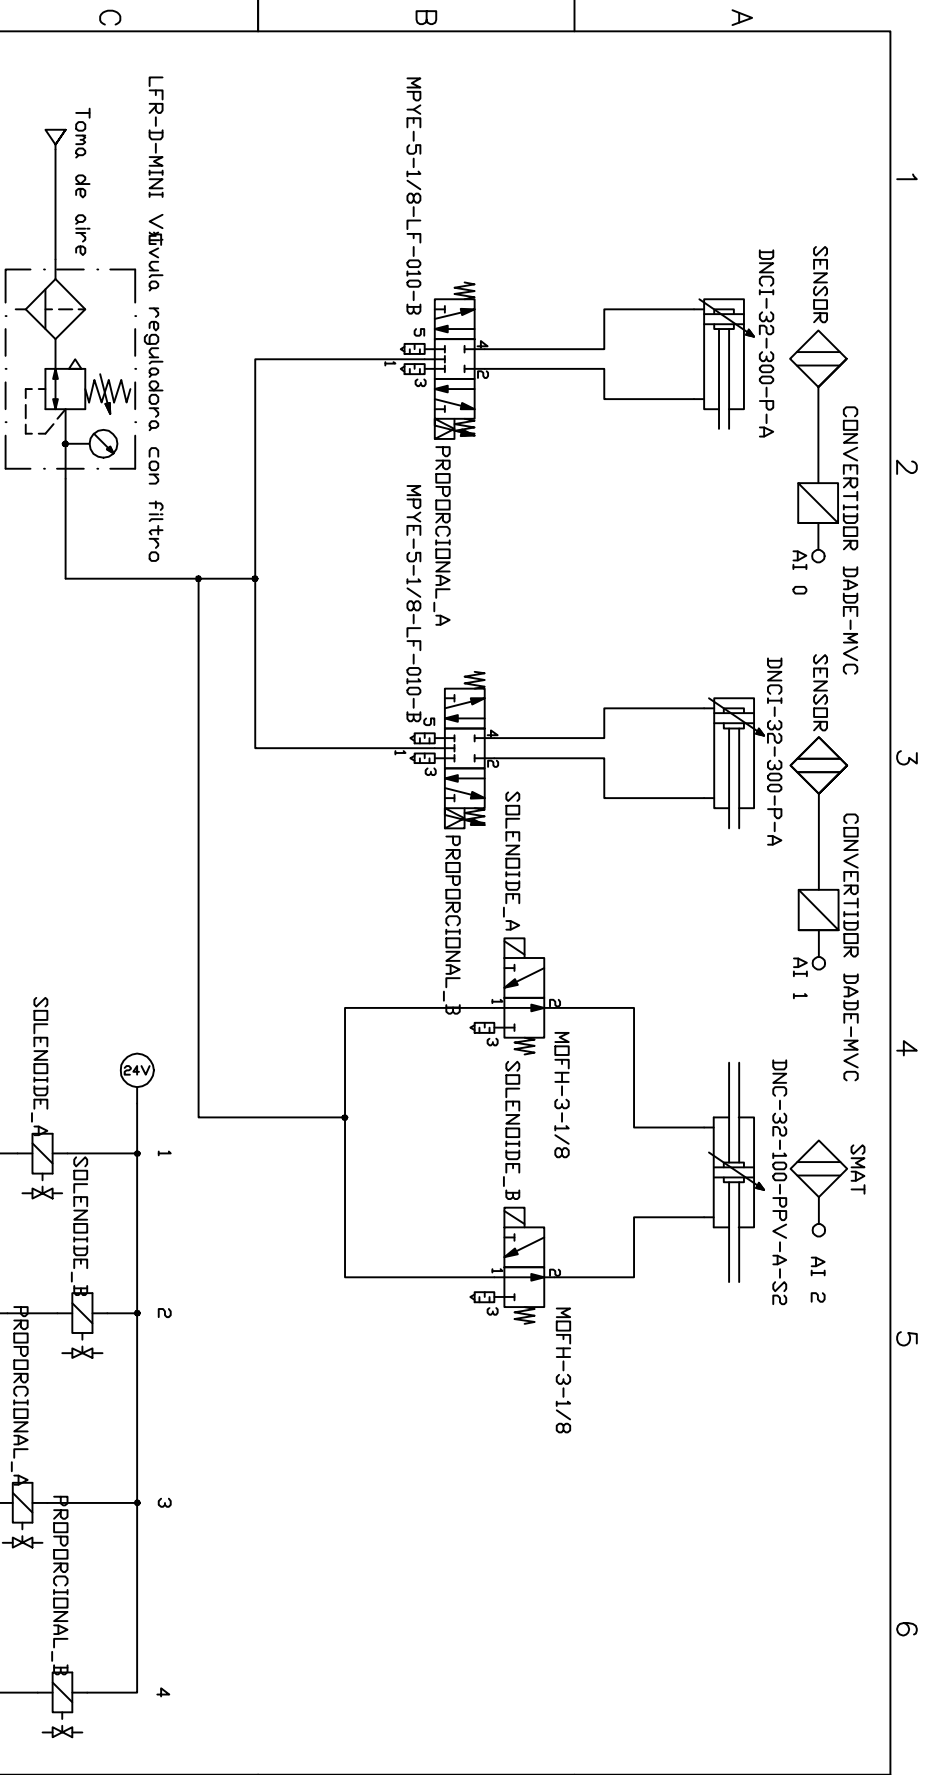 1
2
3
4
5
6
A
B
C
SENSOR
CONVERTIDOR DADE-MVC
AI 0
DNCI-32-300-P-A
SENSOR
CONVERTIDOR DADE-MVC
AI 1
DNCI-32-300-P-A
SMAT
AI 2
DNC-32-100-PPV-A-S2
MPYE-5-1/8-LF-010-B
4
2
5
3
1
PROPORCIONAL_A
MPYE-5-1/8-LF-010-B
4
2
5
3
1
PROPORCIONAL_B
SOLENOIDE_A
2
1
3
MOFH-3-1/8
SOLENOIDE_B
2
1
3
MOFH-3-1/8
LFR-D-MINI reguladora con filtro
Toma de aire
24V
1
2
3
4
SOLENOIDE_A
SOLENOIDE_B
PROPORCIONAL_A
PROPORCIONAL_B